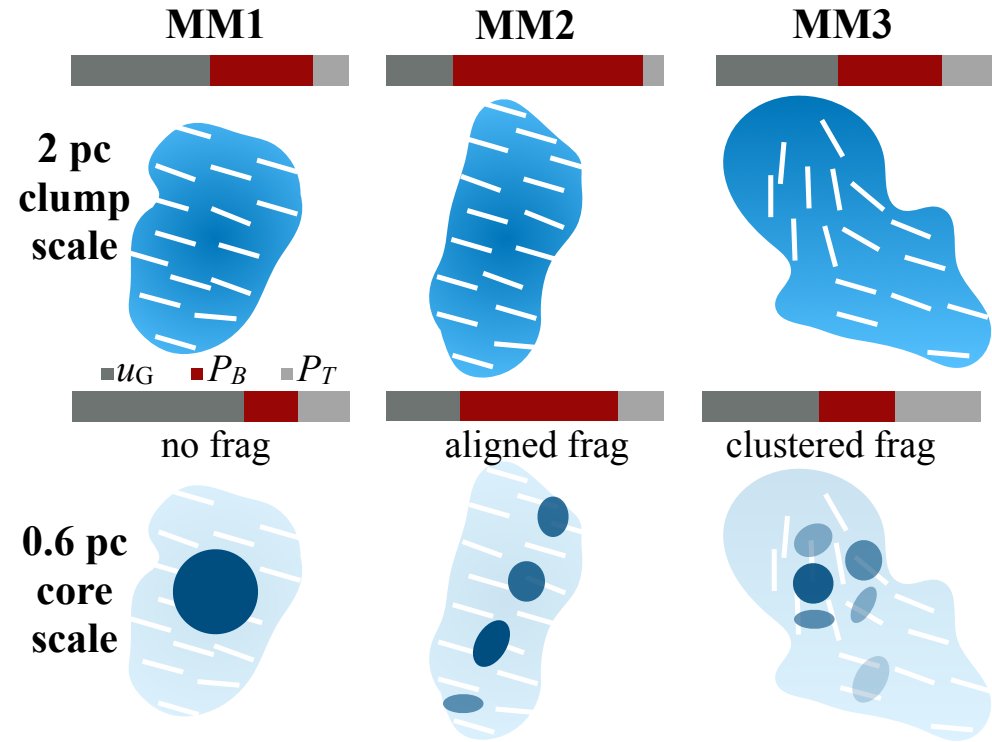 MM1 MM2 MM3
2 pc
clump
scale
uG PB PT
no frag aligned frag clustered frag
0.6 pc
core
scale